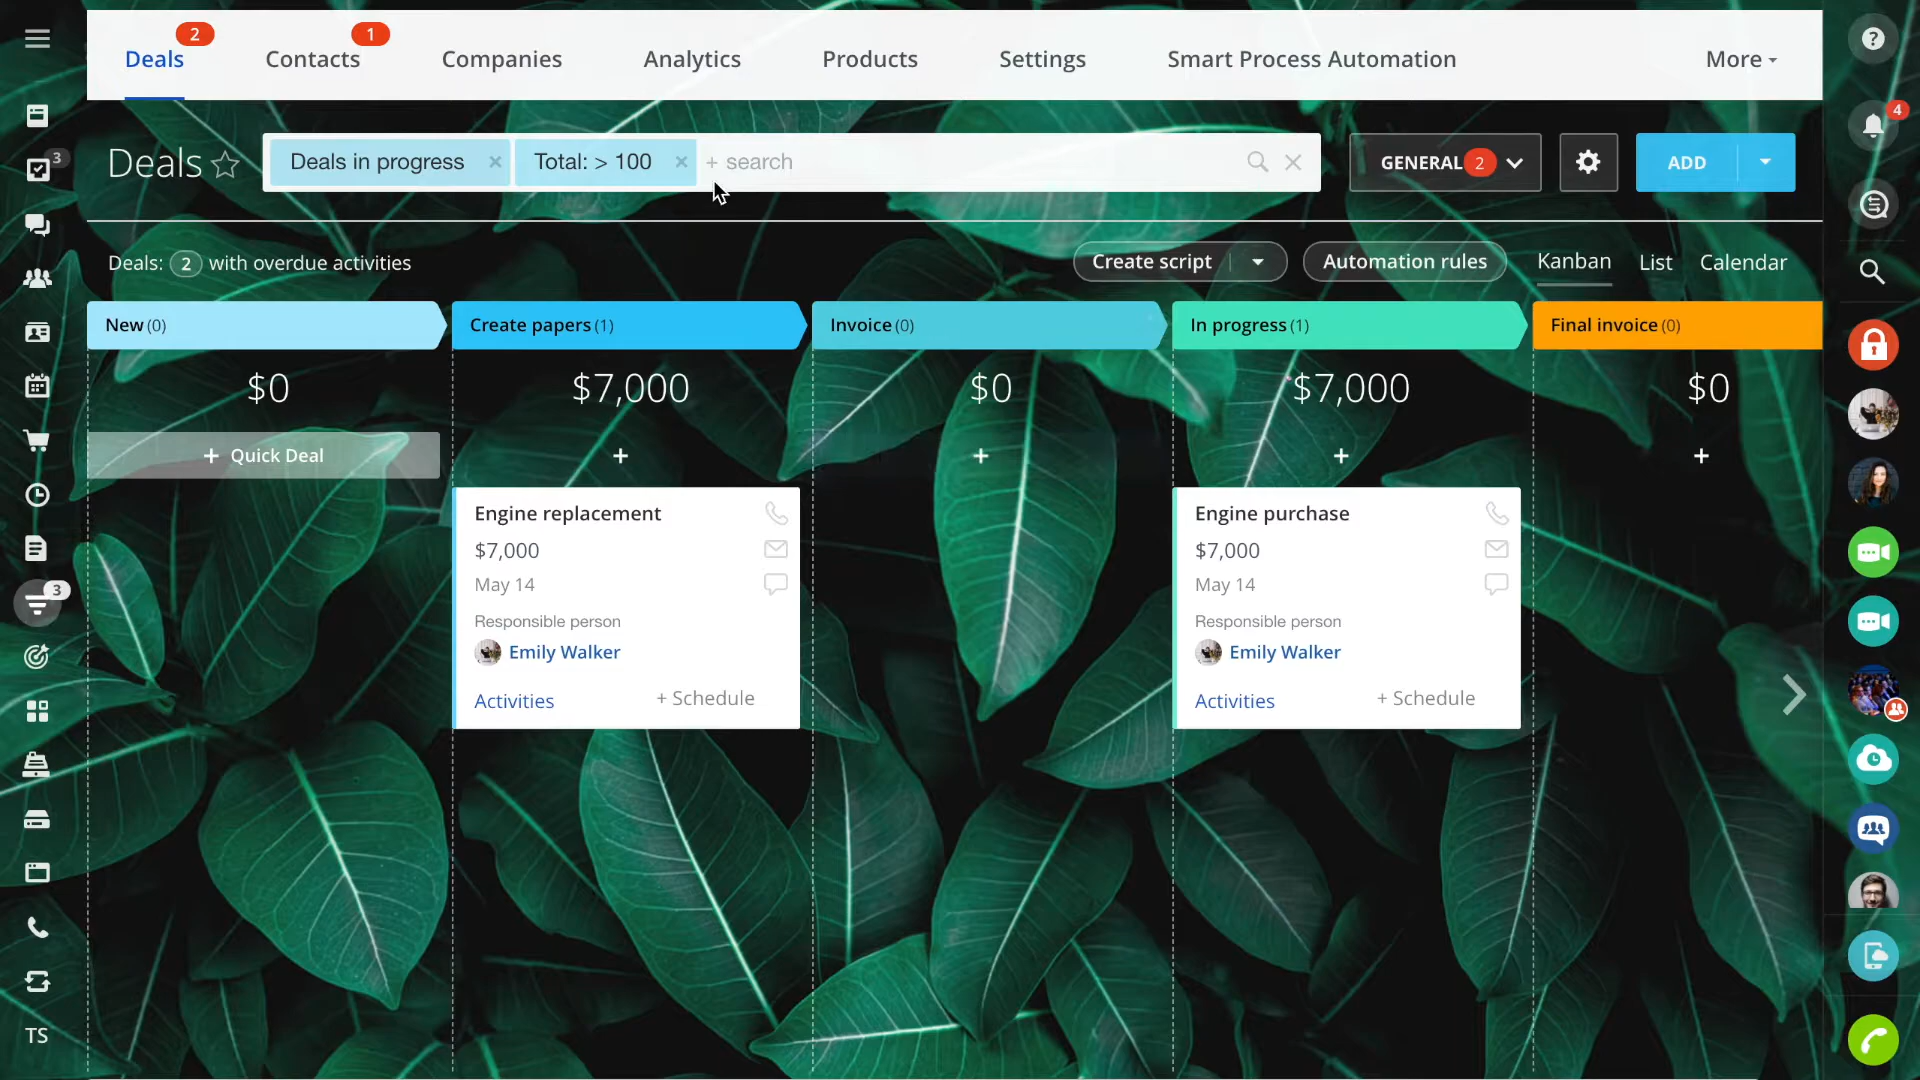 2
1
Deals
Contacts
Companies
Analytics
Products
Settings
Smart Process Automation
More
?
4
3
Deals
Deals in progress ×
Total: > 100 ×
+ search
GENERAL 2
ADD
Deals: 2 with overdue activities
Create script
Automation rules
Kanban
List
Calendar
New (0)
Create papers (1)
Invoice (0)
In progress (1)
Final invoice (0)
$0
$7,000
$0
$7,000
$0
+ Quick Deal
+
+
+
+
Engine replacement
$7,000
May 14
Responsible person
Emily Walker
Activities
+ Schedule
Engine purchase
$7,000
May 14
Responsible person
Emily Walker
Activities
+ Schedule
3
TS